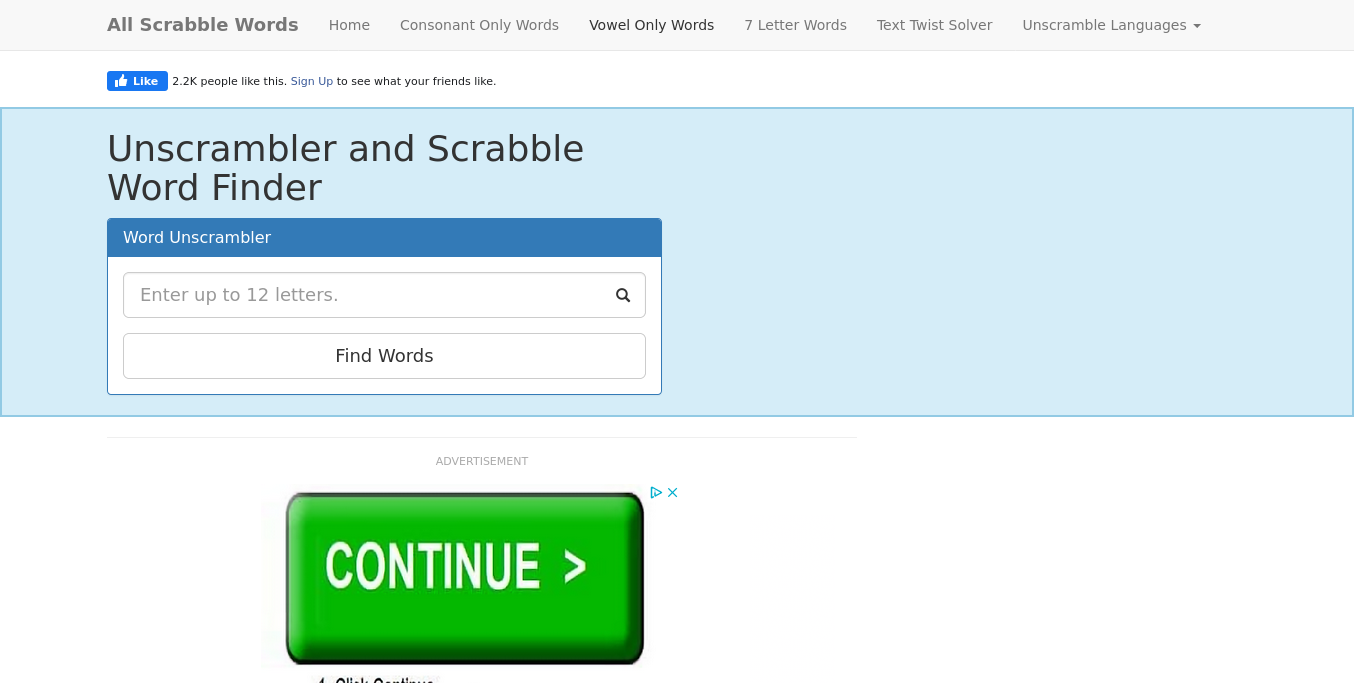 All Scrabble Words Home Consonant Only Words Vowel Only Words 7 Letter Words Text Twist Solver Unscramble Languages
Like 2.2K people like this. Sign Up to see what your friends like.
Unscrambler and Scrabble
Word Finder
Word Unscrambler
Enter up to 12 letters.
Find Words
ADVERTISEMENT
CONTINUE >